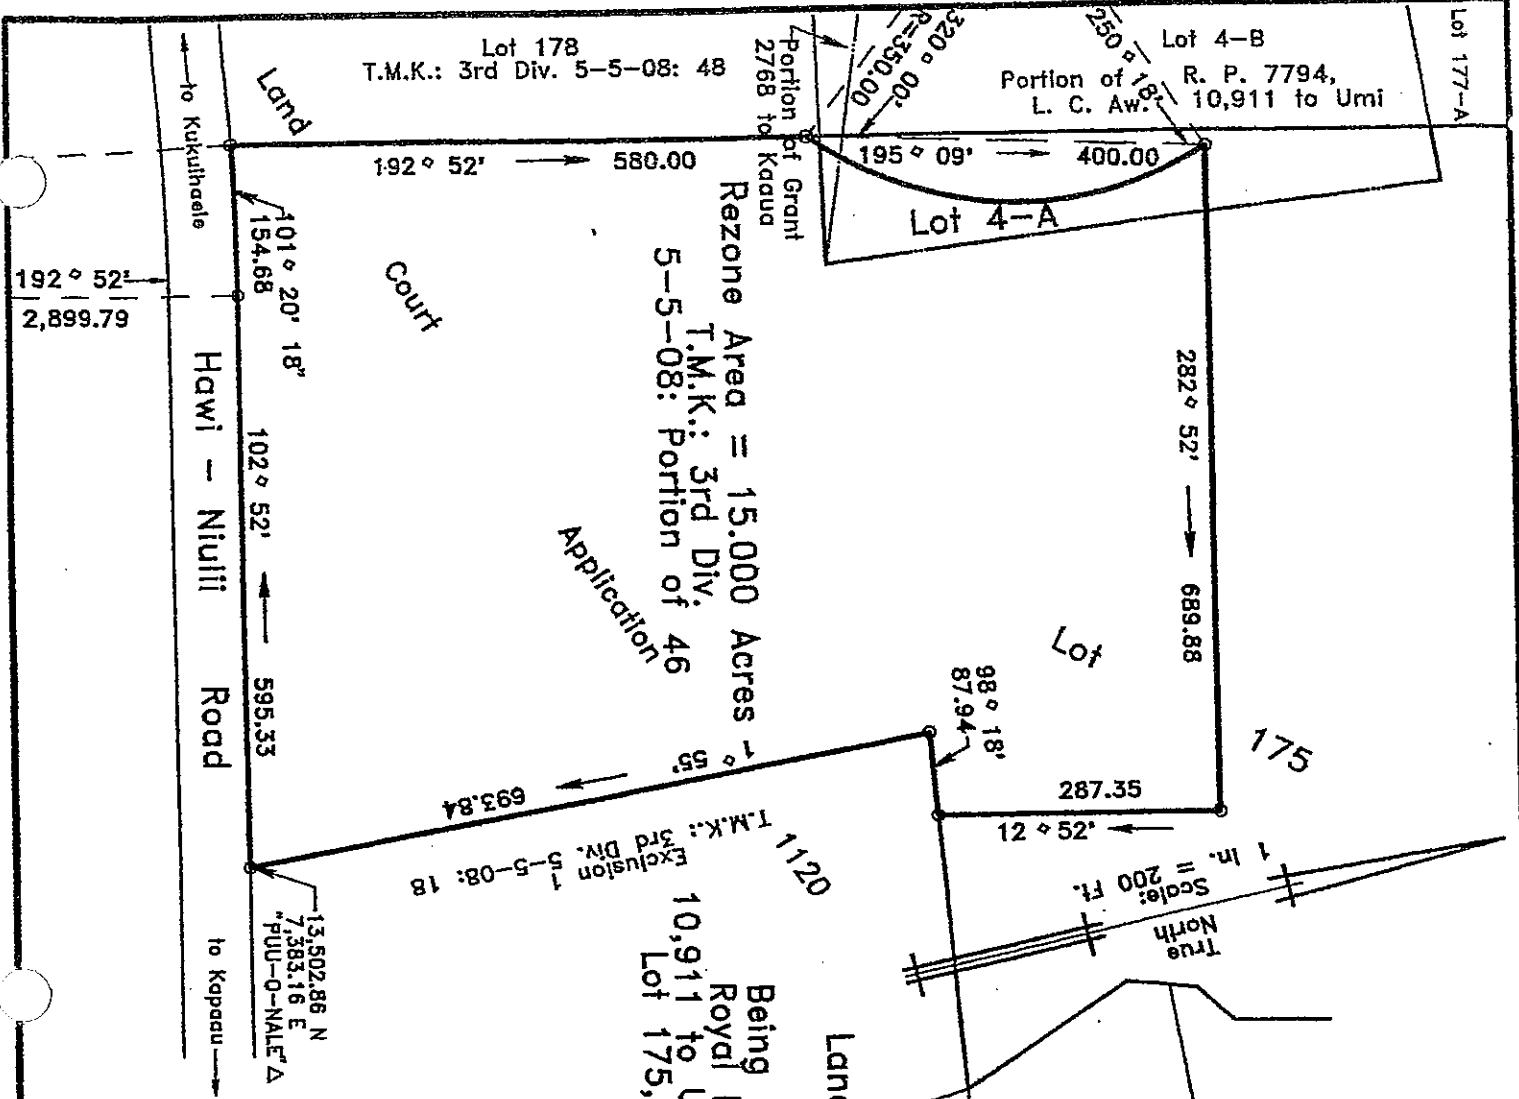 Lot 178
T.M.K.: 3rd Div. 5-5-08: 48
Land
to Kukuihaele
Portion of Grant
2768 to Kaaua
320° 00'
R=350.00
250° 18'
Lot 4-B
Portion of R. P. 7794,
L. C. Aw. 10,911 to Umi
Lot 177-A
192° 52' 580.00
195° 09' 400.00
Lot 4-A
101° 20' 18"
154.68
192° 52'
2,899.79
Court
Rezone Area = 15.000 Acres
T.M.K.: 3rd Div.
5-5-08: Portion of 46
282° 52' 689.88
Hawi - Niulii Road
102° 52' 595.33
Application
Lot
175
98° 18'
87.94
287.35
12° 52'
1° 55' 693.84
T.M.K.: 3rd Div. 5-5-08: 18
Exclusion 1
1120
Scale:
1 in. = 200 Ft.
True
North
13,502.86 N
7,383.16 E
"PUU-O-NALE" Δ
to Kapaau
Being
Royal
10,911 to
Lot 175,